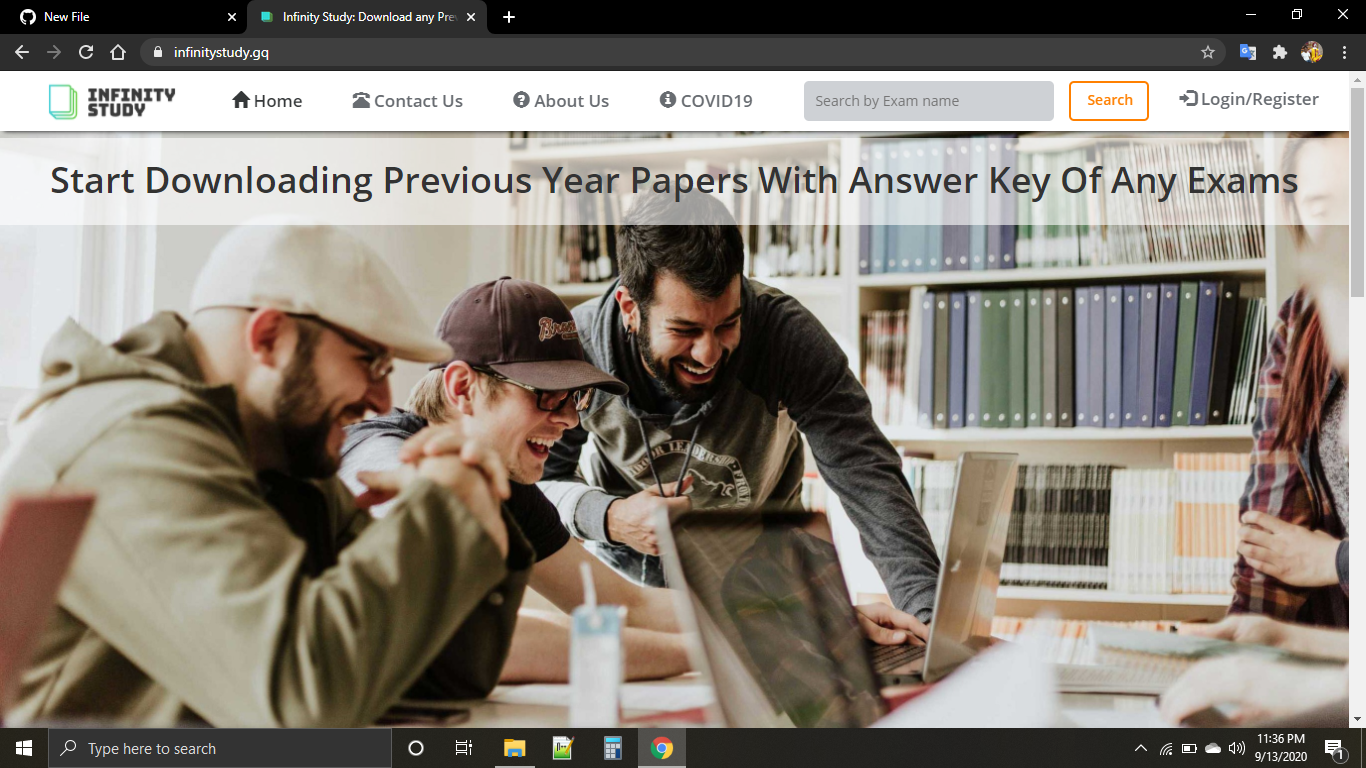 New File
Infinity Study: Download any Pre
infinitystudy.gq
INFINITY
STUDY
Home
Contact Us
About Us
COVID19
Search by Exam name
Search
Login/Register
Start Downloading Previous Year Papers With Answer Key Of Any Exams
Type here to search
11:36 PM
9/13/2020
1